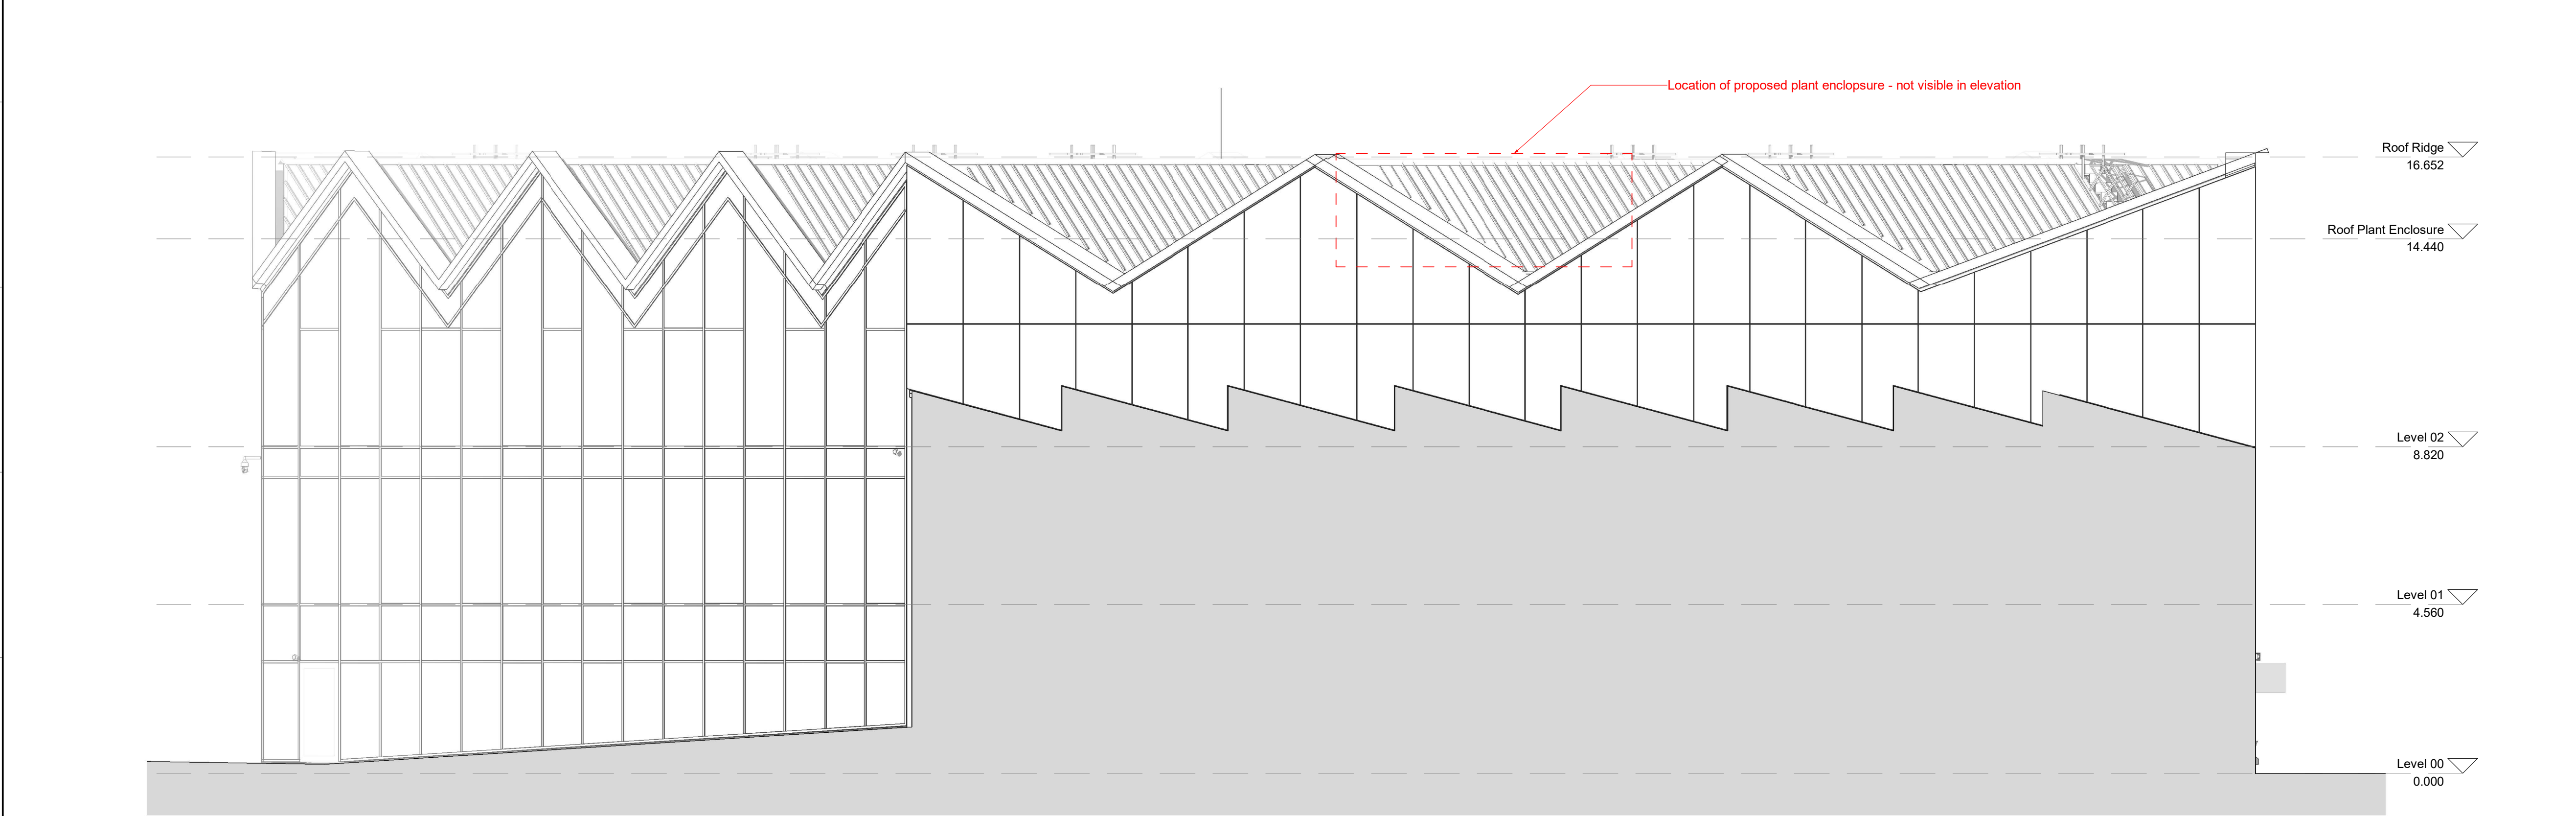 Location of proposed plant enclopsure - not visible in elevation
Roof Ridge
16.652
Roof Plant Enclosure
14.440
Level 02
8.820
Level 01
4.560
Level 00
0.000